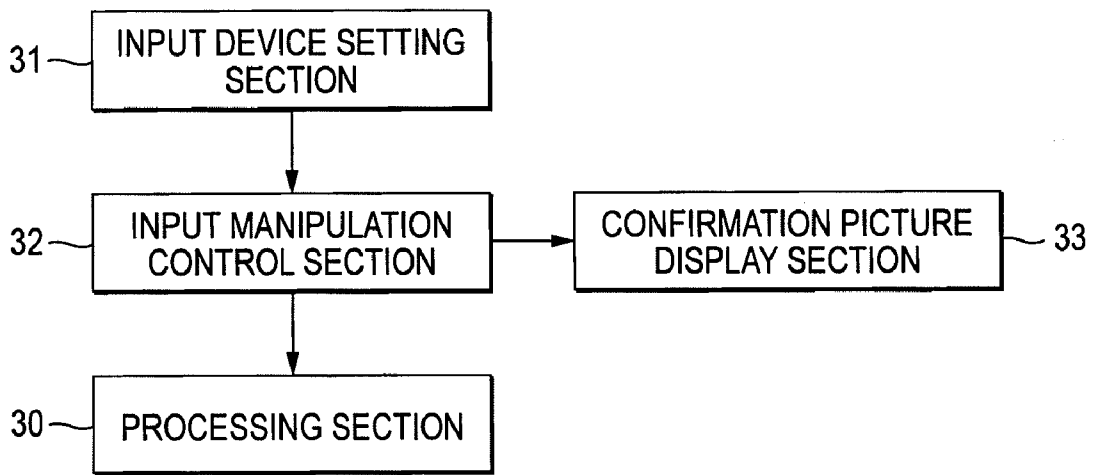 31
INPUT DEVICE SETTING
SECTION
32
INPUT MANIPULATION
CONTROL SECTION
CONFIRMATION PICTURE
DISPLAY SECTION
33
30
PROCESSING SECTION